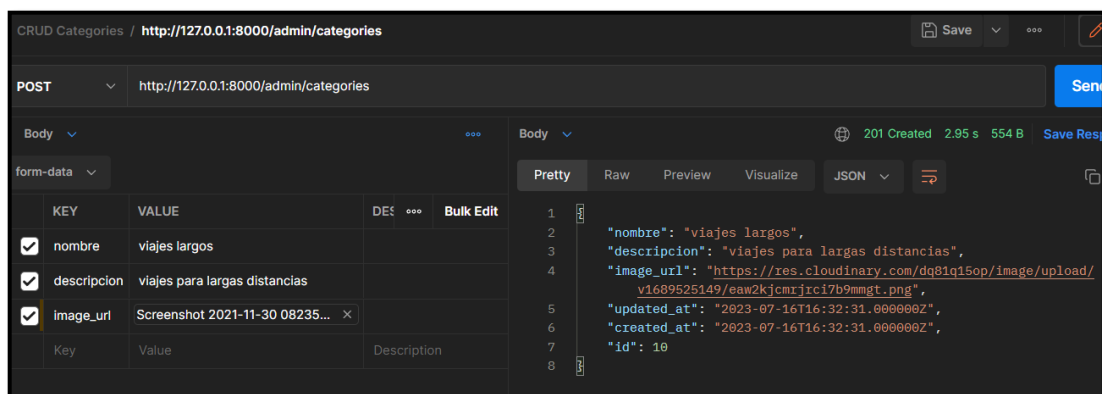 CRUD Categories / http://127.0.0.1:8000/admin/categories
Save
POST
http://127.0.0.1:8000/admin/categories
Body
form-data
KEY VALUE DES Bulk Edit
nombre viajes largos
descripcion viajes para largas distancias
image_url Screenshot 2021-11-30 08235...
Key Value Description
Body
201 Created 2.95 s 554 B
Pretty Raw Preview Visualize JSON
1 {
2 "nombre": "viajes largos",
3 "descripcion": "viajes para largas distancias",
4 "image_url": "https://res.cloudinary.com/dq81q15op/image/upload/
v1689525149/eaw2kjcmrjrci7b9mmgt.png",
5 "updated_at": "2023-07-16T16:32:31.000000Z",
6 "created_at": "2023-07-16T16:32:31.000000Z",
7 "id": 10
8 }